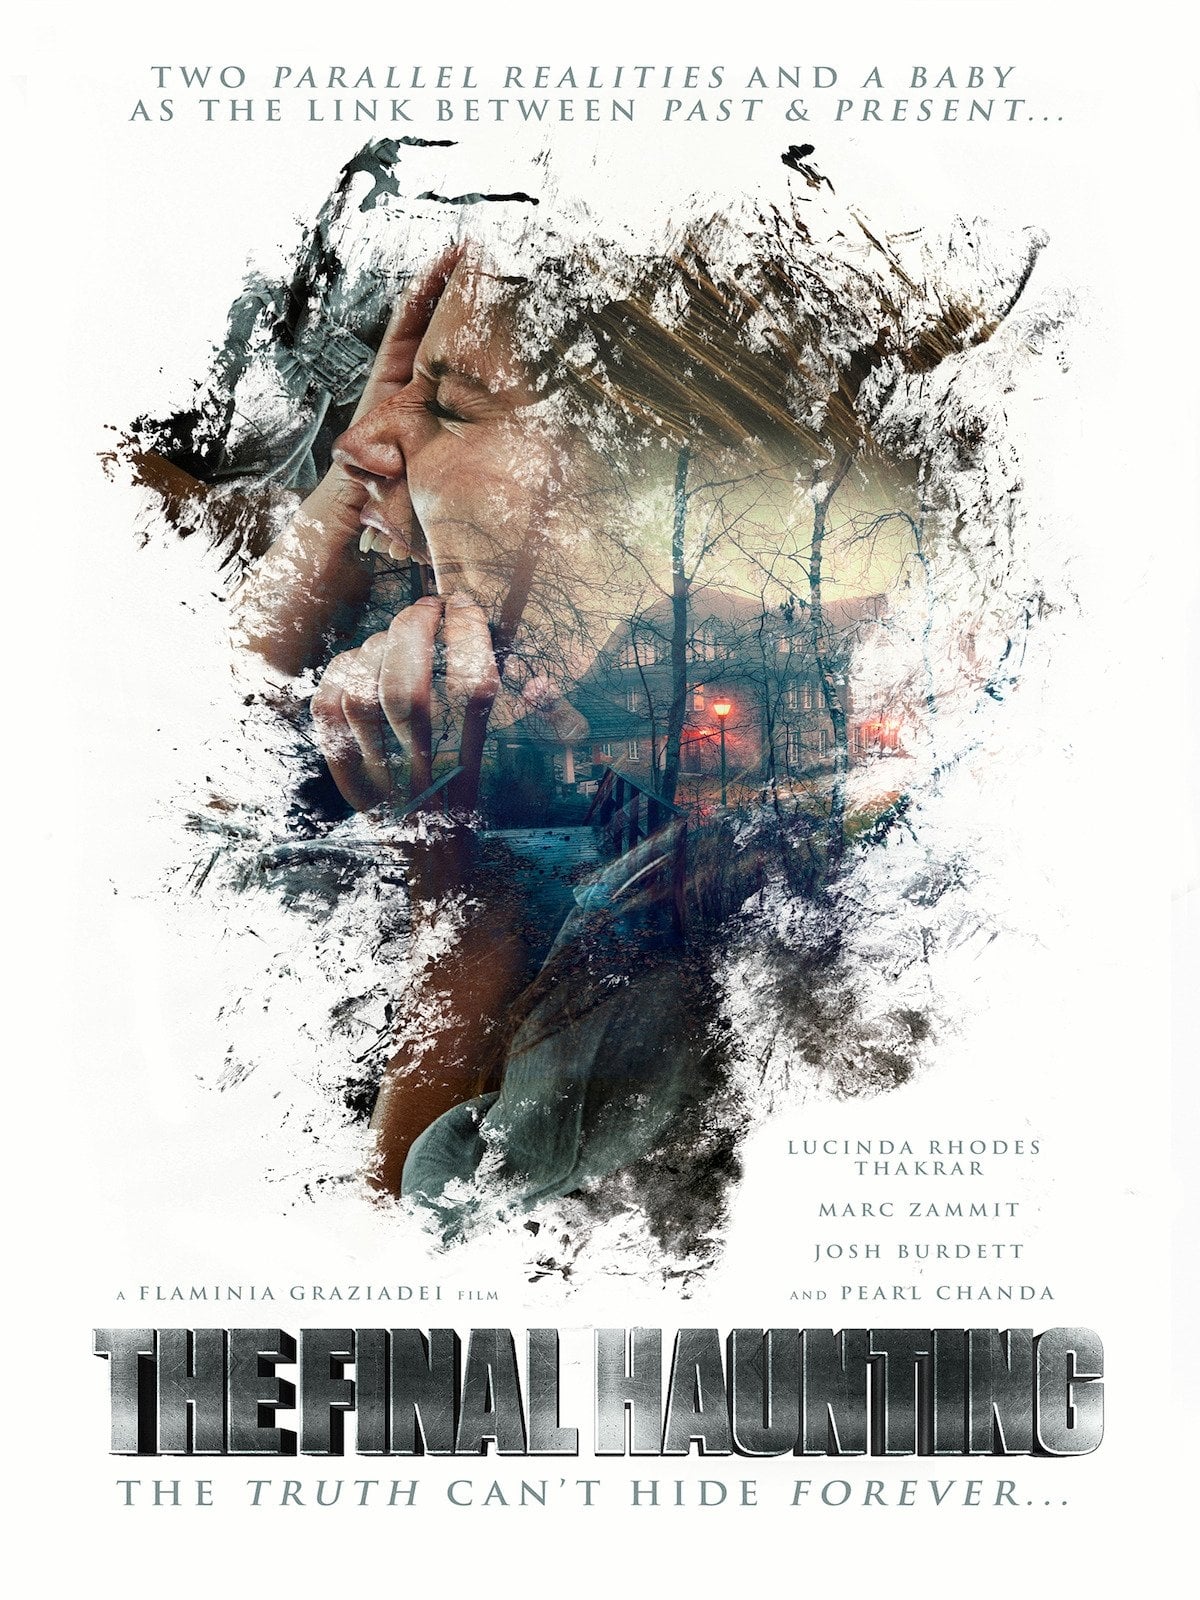 TWO PARALLEL REALITIES AND A BABY
AS THE LINK BETWEEN PAST & PRESENT...
LUCINDA RHODES
THAKRAR
MARC ZAMMIT
JOSH BURDETT
A FLAMINIA GRAZIADEI FILM
AND PEARL CHANDA
THE FINAL HAUNTING
THE TRUTH CAN'T HIDE FOREVER...